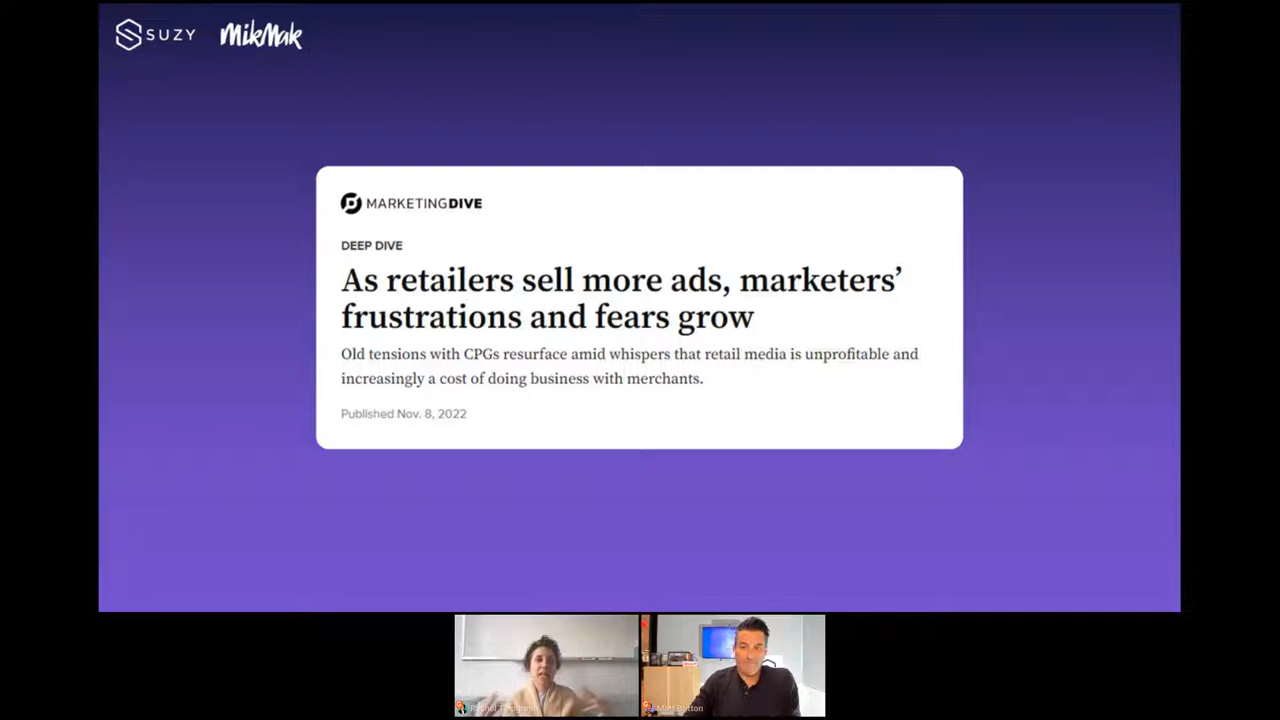 SUZY MikMak
MARKETINGDIVE
DEEP DIVE
As retailers sell more ads, marketers’
frustrations and fears grow
Old tensions with CPGs resurface amid whispers that retail media is unprofitable and
increasingly a cost of doing business with merchants.
Published Nov. 8, 2022
Matt Button